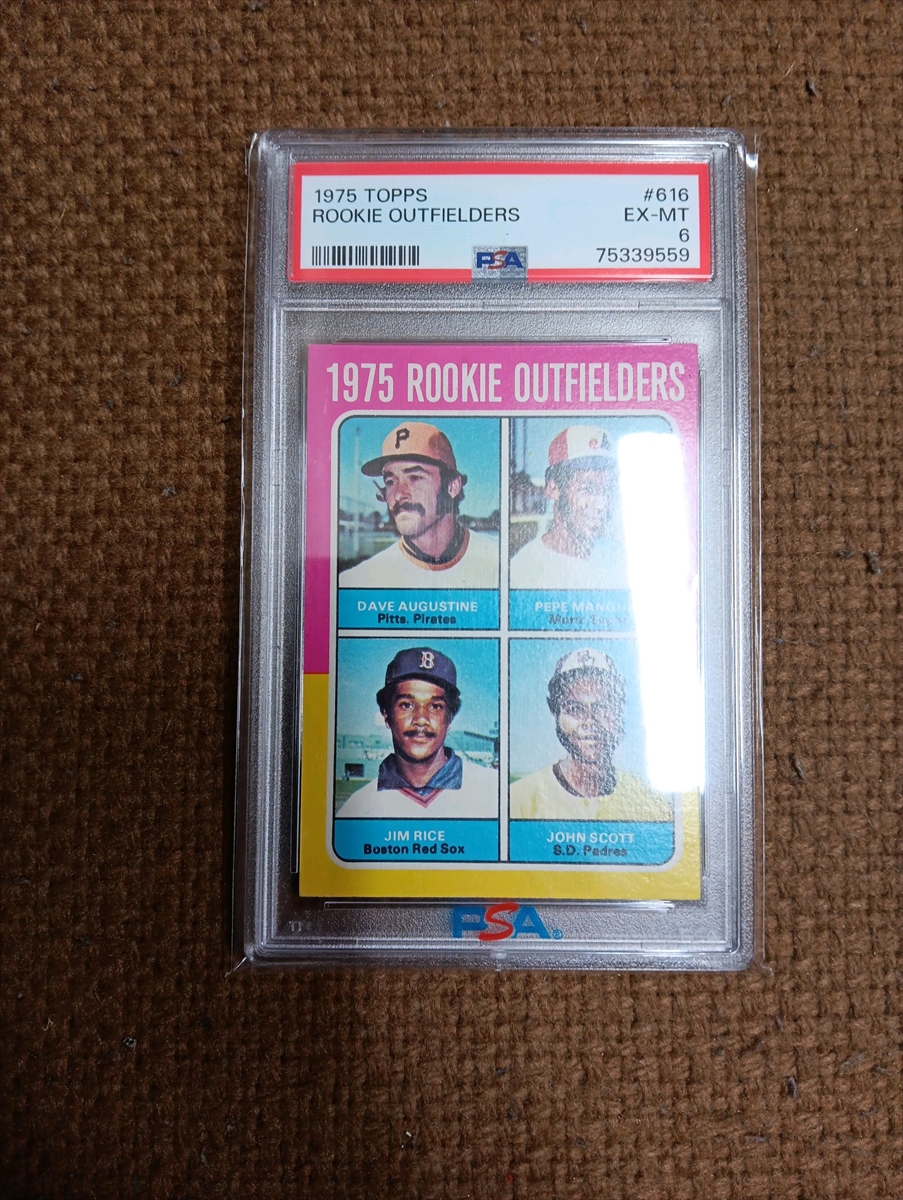 1975 TOPPS #616
ROOKIE OUTFIELDERS EX-MT
6
75339559
PSA
1975 ROOKIE OUTFIELDERS
P
DAVE AUGUSTINE PEPE
Pitts. Pirates
B
JIM RICE JOHN SCOTT
Boston Red Sox S.D. Padres
PSA®